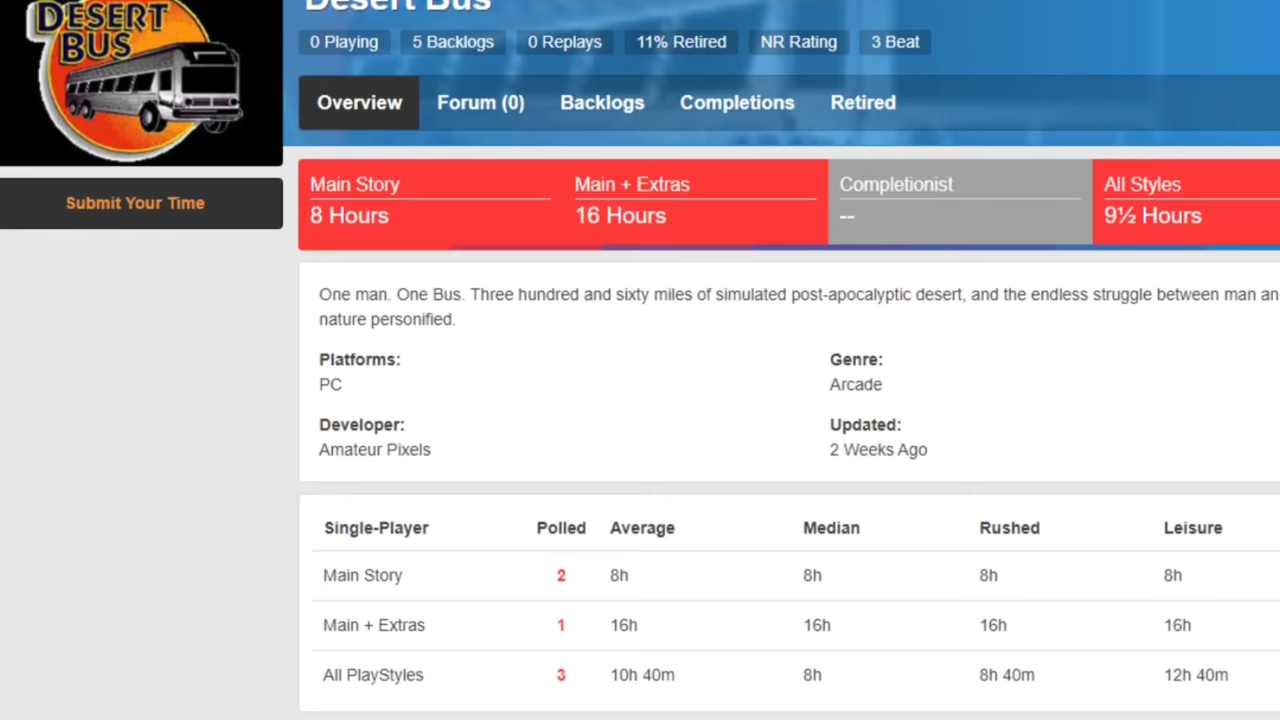 DESERT
BUS
Desert Bus
0 Playing 5 Backlogs 0 Replays 11% Retired NR Rating 3 Beat
Overview Forum (0) Backlogs Completions Retired
Submit Your Time
Main Story Main + Extras Completionist All Styles
8 Hours 16 Hours -- 9½ Hours
One man. One Bus. Three hundred and sixty miles of simulated post-apocalyptic desert, and the endless struggle between man an
nature personified.
Platforms: Genre:
PC Arcade
Developer: Updated:
Amateur Pixels 2 Weeks Ago
Single-Player Polled Average Median Rushed Leisure
Main Story 2 8h 8h 8h 8h
Main + Extras 1 16h 16h 16h 16h
All PlayStyles 3 10h 40m 8h 8h 40m 12h 40m